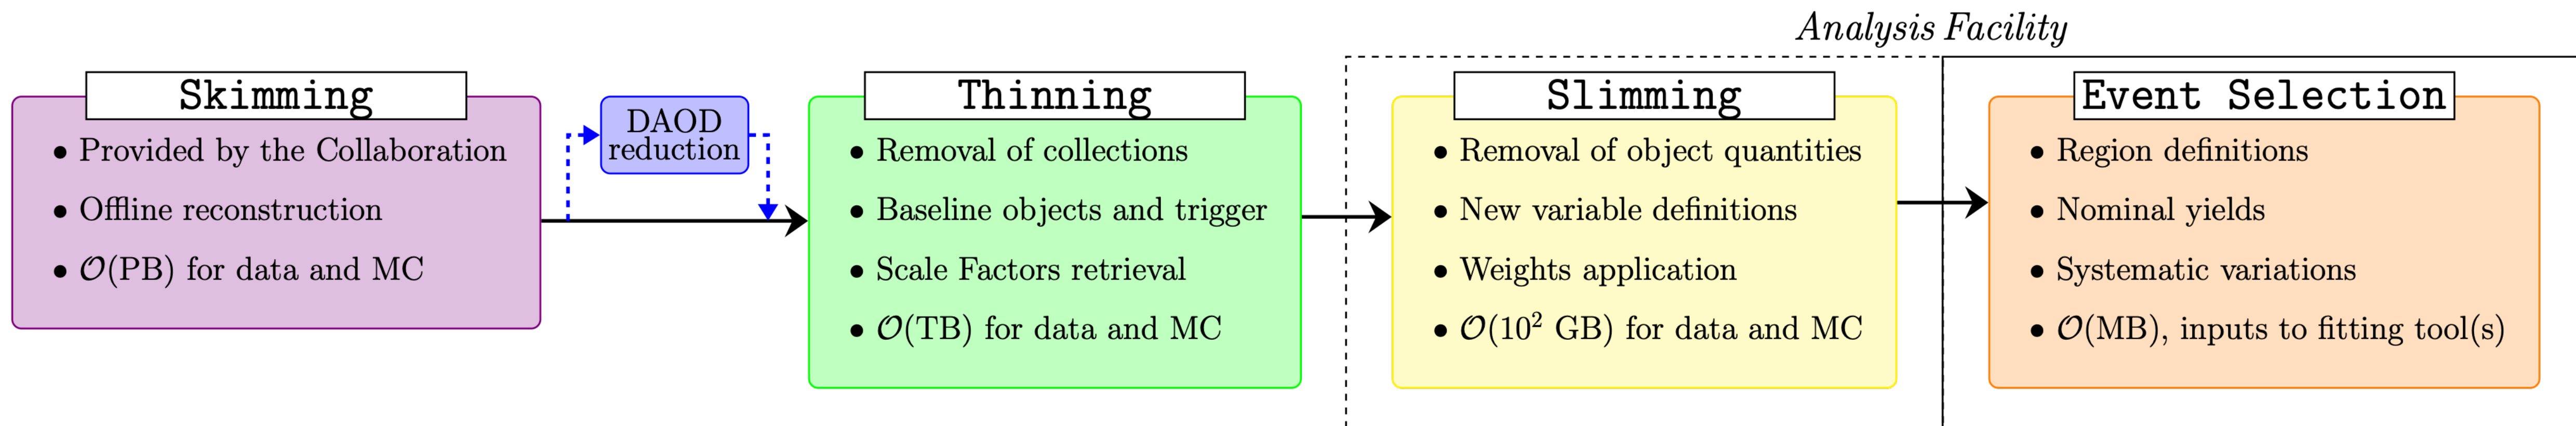 Analysis Facility
Skimming
• Provided by the Collaboration
• Offline reconstruction
• 𝒪(PB) for data and MC
DAOD
reduction
Thinning
• Removal of collections
• Baseline objects and trigger
• Scale Factors retrieval
• 𝒪(TB) for data and MC
Slimming
• Removal of object quantities
• New variable definitions
• Weights application
• 𝒪(10² GB) for data and MC
Event Selection
• Region definitions
• Nominal yields
• Systematic variations
• 𝒪(MB), inputs to fitting tool(s)